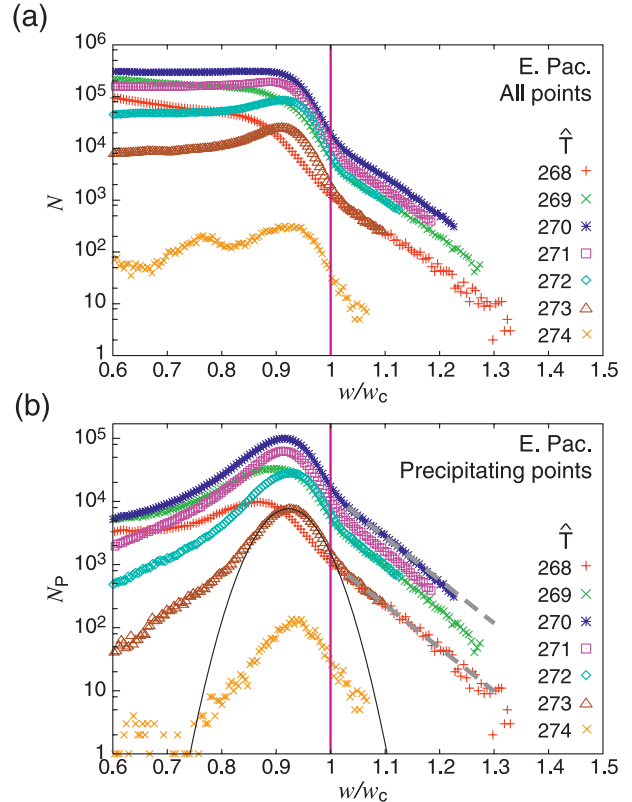 (a)
10^6
10^5
10^4
10^3
10^2
10
1
N
E. Pac.
All points
T̂
268
269
270
271
272
273
274
0.6 0.7 0.8 0.9 1 1.1 1.2 1.3 1.4 1.5
w/w_c
(b)
10^5
10^4
10^3
10^2
10
1
N_P
E. Pac.
Precipitating points
T̂
268
269
270
271
272
273
274
0.6 0.7 0.8 0.9 1 1.1 1.2 1.3 1.4 1.5
w/w_c